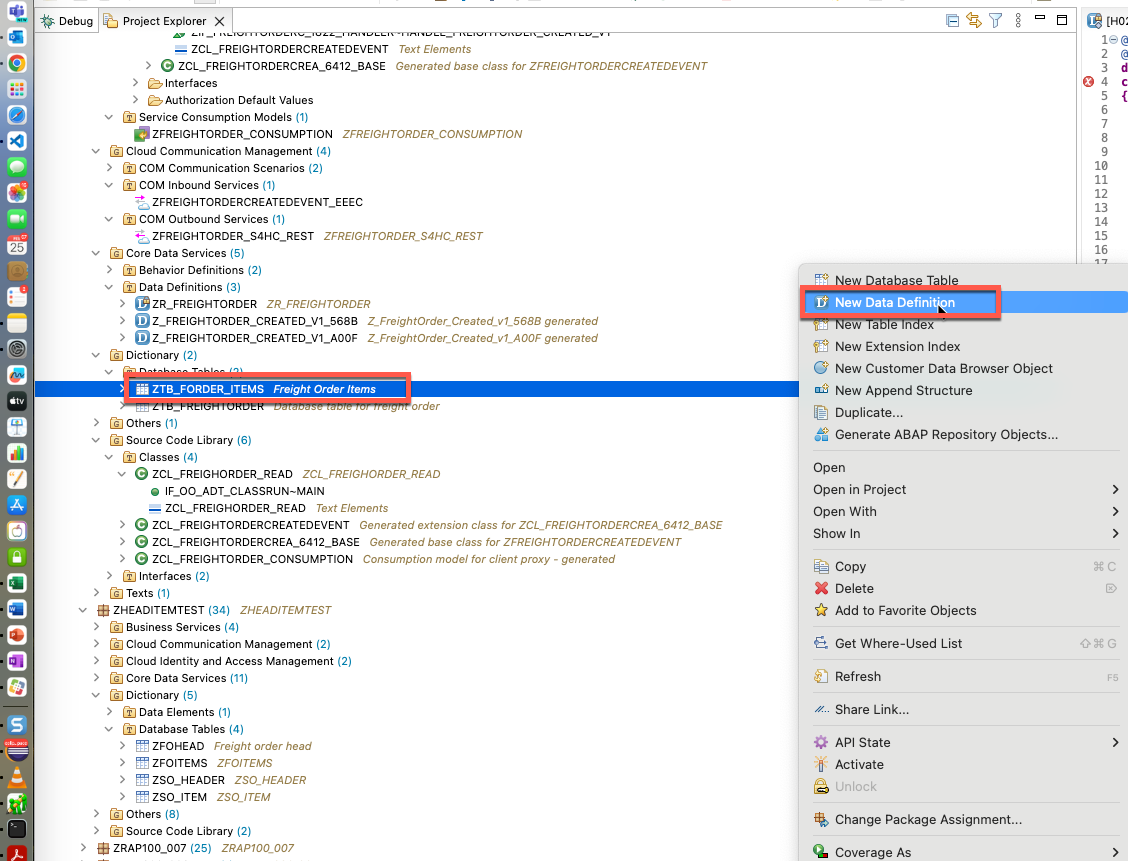 Debug
Project Explorer
[H02
ZIF_FREIGHTORDERC_1822_HANDLER~HANDLE_FREIGHTORDER_CREATED_V1
ZCL_FREIGHTORDERCREATEDEVENT Text Elements
ZCL_FREIGHTORDERCREA_6412_BASE Generated base class for ZFREIGHTORDERCREATEDEVENT
Interfaces
Authorization Default Values
Service Consumption Models (1)
ZFREIGHTORDER_CONSUMPTION ZFREIGHTORDER_CONSUMPTION
Cloud Communication Management (4)
COM Communication Scenarios (2)
COM Inbound Services (1)
ZFREIGHTORDERCREATEDEVENT_EEEC
COM Outbound Services (1)
ZFREIGHTORDER_S4HC_REST ZFREIGHTORDER_S4HC_REST
Core Data Services (5)
Behavior Definitions (2)
Data Definitions (3)
ZR_FREIGHTORDER ZR_FREIGHTORDER
Z_FREIGHTORDER_CREATED_V1_568B Z_FreightOrder_Created_v1_568B generated
Z_FREIGHTORDER_CREATED_V1_A00F Z_FreightOrder_Created_v1_A00F generated
Dictionary (2)
Database Tables (2)
ZTB_FORDER_ITEMS Freight Order Items
ZTB_FREIGHTORDER Database table for freight order
Others (1)
Source Code Library (6)
Classes (4)
ZCL_FREIGHORDER_READ ZCL_FREIGHORDER_READ
IF_OO_ADT_CLASSRUN~MAIN
ZCL_FREIGHORDER_READ Text Elements
ZCL_FREIGHTORDERCREATEDEVENT Generated extension class for ZCL_FREIGHTORDERCREA_6412_BASE
ZCL_FREIGHTORDERCREA_6412_BASE Generated base class for ZFREIGHTORDERCREATEDEVENT
ZCL_FREIGHTORDER_CONSUMPTION Consumption model for client proxy - generated
Interfaces (2)
Texts (1)
ZHEADITEMTEST (34) ZHEADITEMTEST
Business Services (4)
Cloud Communication Management (2)
Cloud Identity and Access Management (2)
Core Data Services (11)
Dictionary (5)
Data Elements (1)
Database Tables (4)
ZFOHEAD Freight order head
ZFOITEMS ZFOITEMS
ZSO_HEADER ZSO_HEADER
ZSO_ITEM ZSO_ITEM
Others (8)
Source Code Library (2)
ZRAP100_007 (25) ZRAP100_007
1 @
2 @
3 d
4 c
5 {
6
7
8
9
10
11
12
13
14
15
16
17
New Database Table
New Data Definition
New Table Index
New Extension Index
New Customer Data Browser Object
New Append Structure
Duplicate...
Generate ABAP Repository Objects...
Open
Open in Project
Open With
Show In
Copy ⌘ C
Delete
Add to Favorite Objects
Get Where-Used List ⇧ ⌘ G
Refresh F5
Share Link...
API State
Activate
Unlock
Change Package Assignment...
Coverage As
25
tv